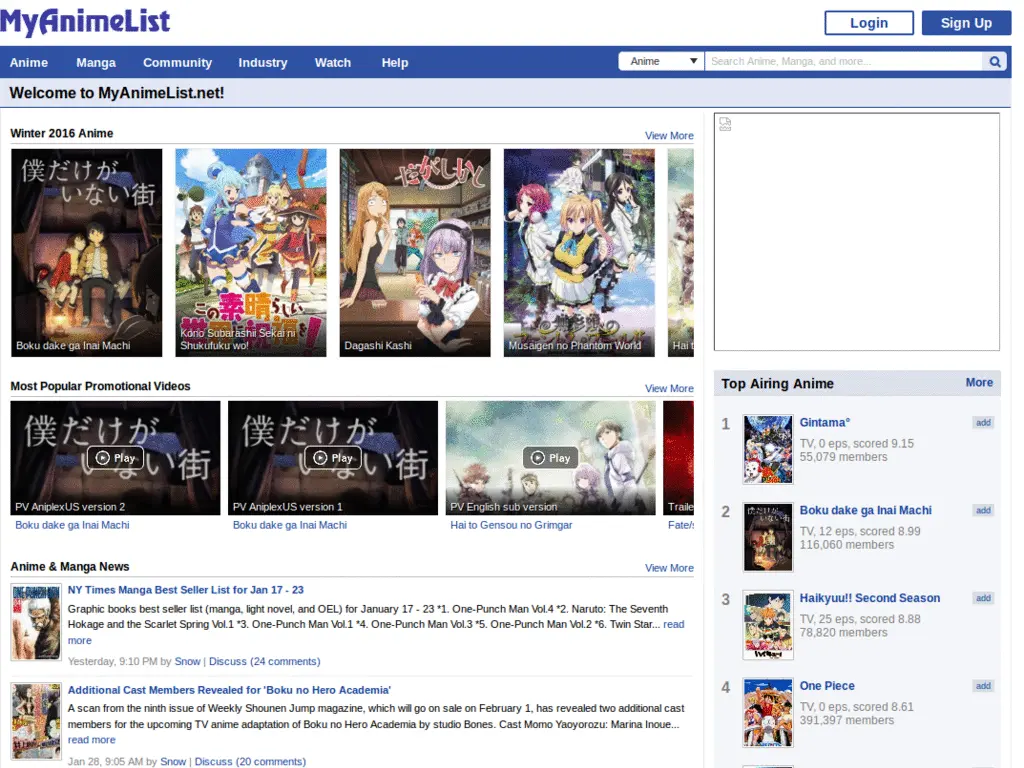 MyAnimeList
Login
Sign Up
Anime
Manga
Community
Industry
Watch
Help
Anime
Search Anime, Manga, and more...
Welcome to MyAnimeList.net!
Winter 2016 Anime
View More
僕だけが
いない街
Boku dake ga Inai Machi
この素晴らしい
世界に祝福を!
Kono Subarashii Sekai ni
Shukufuku wo!
だがしかし
Dagashi Kashi
Musaigen no Phantom World
Hai t
Most Popular Promotional Videos
View More
僕だけが
いない街
Play
PV AniplexUS version 2
Boku dake ga Inai Machi
僕だけが
いない街
Play
PV AniplexUS version 1
Boku dake ga Inai Machi
Play
PV English sub version
Hai to Gensou no Grimgar
Traile
Fate/s
Anime & Manga News
View More
NY Times Manga Best Seller List for Jan 17 - 23
Graphic books best seller list (manga, light novel, and OEL) for January 17 - 23 *1. One-Punch Man Vol.4 *2. Naruto: The Seventh
Hokage and the Scarlet Spring Vol.1 *3. One-Punch Man Vol.1 *4. One-Punch Man Vol.3 *5. One-Punch Man Vol.2 *6. Twin Star... read
more
Yesterday, 9:10 PM by Snow | Discuss (24 comments)
Additional Cast Members Revealed for 'Boku no Hero Academia'
A scan from the ninth issue of Weekly Shounen Jump magazine, which will go on sale on February 1, has revealed two additional cast
members for the upcoming TV anime adaptation of Boku no Hero Academia by studio Bones. Cast Momo Yaoyorozu: Marina Inoue...
read more
Jan 28, 9:05 AM by Snow | Discuss (20 comments)
Top Airing Anime
More
1
Gintama°
add
TV, 0 eps, scored 9.15
55,079 members
2
Boku dake ga Inai Machi
add
TV, 12 eps, scored 8.99
116,060 members
3
Haikyuu!! Second Season
add
TV, 25 eps, scored 8.88
78,820 members
4
One Piece
add
TV, 0 eps, scored 8.61
391,397 members